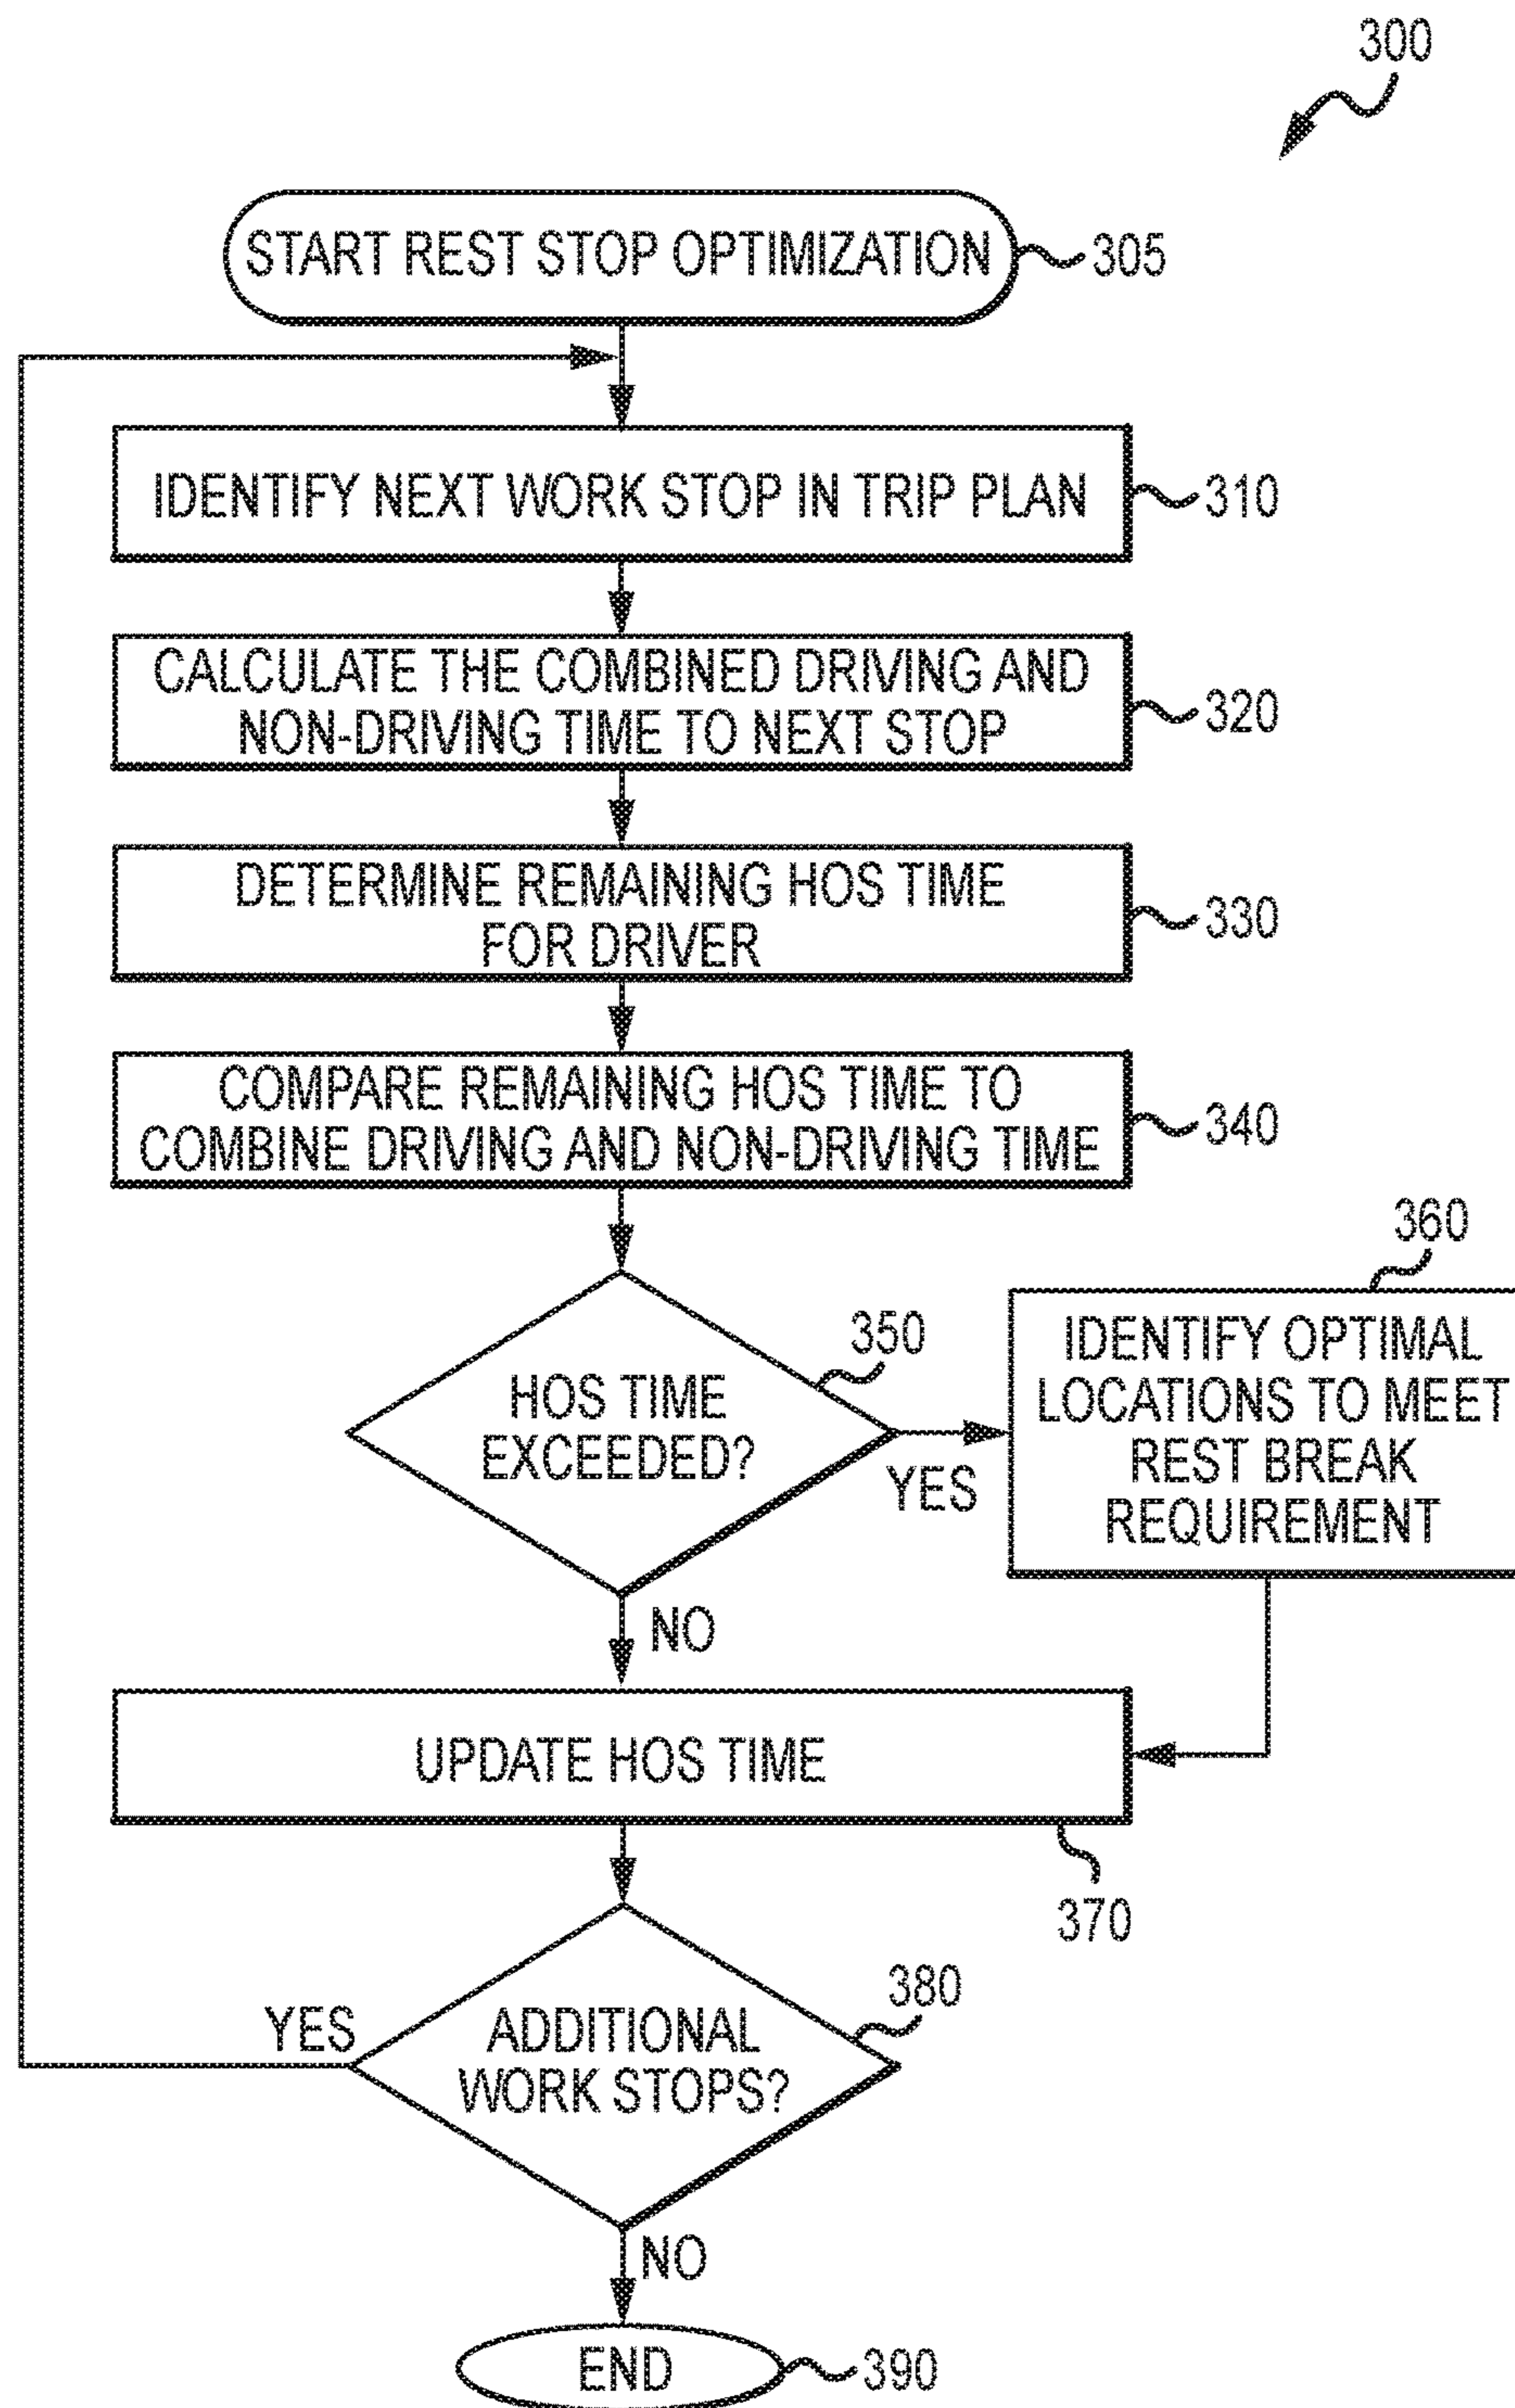 300
START REST STOP OPTIMIZATION
305
IDENTIFY NEXT WORK STOP IN TRIP PLAN
310
CALCULATE THE COMBINED DRIVING AND
NON-DRIVING TIME TO NEXT STOP
320
DETERMINE REMAINING HOS TIME
FOR DRIVER
330
COMPARE REMAINING HOS TIME TO
COMBINE DRIVING AND NON-DRIVING TIME
340
HOS TIME
EXCEEDED?
350
YES
NO
360
IDENTIFY OPTIMAL
LOCATIONS TO MEET
REST BREAK
REQUIREMENT
UPDATE HOS TIME
370
ADDITIONAL
WORK STOPS?
380
YES
NO
END
390